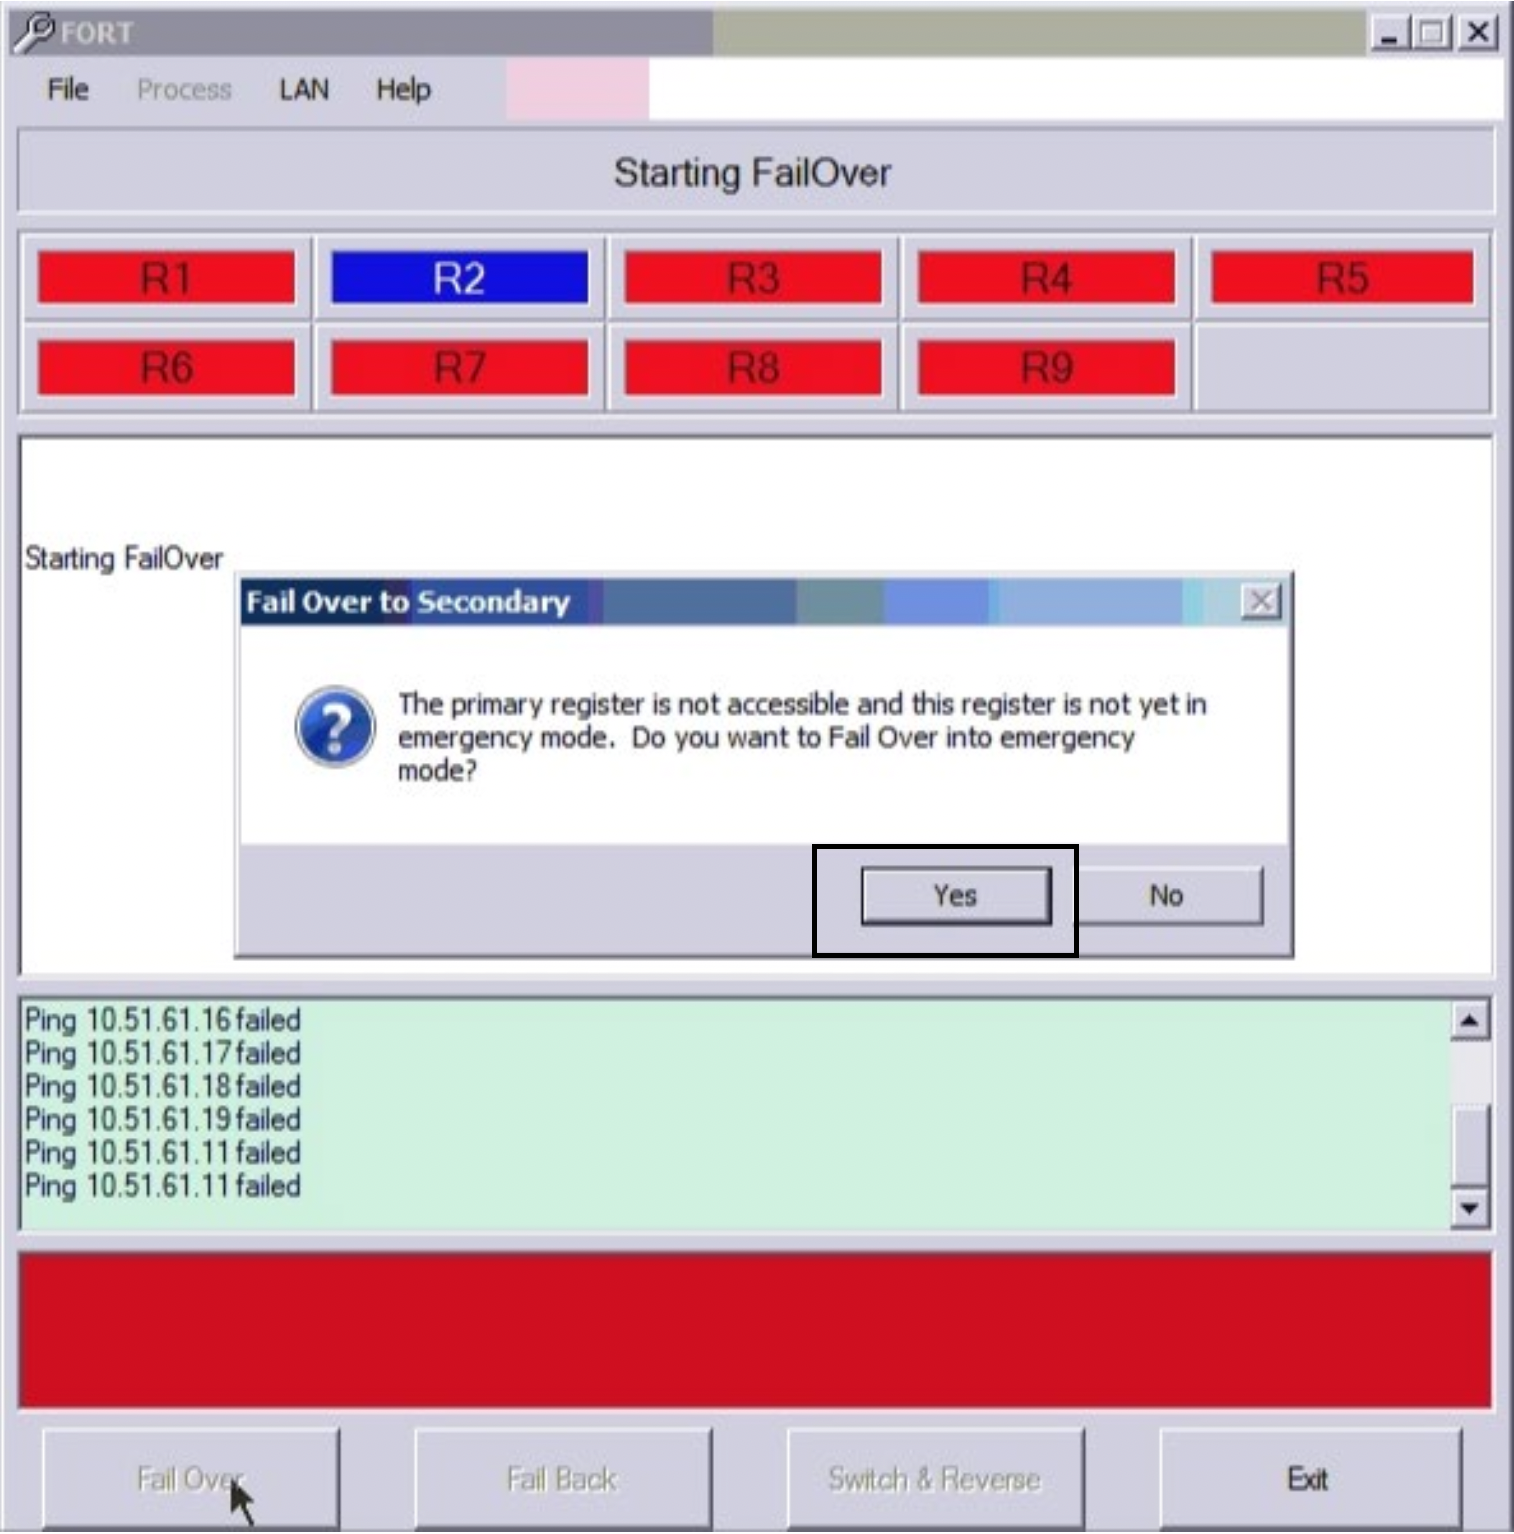 FORT
File Process LAN Help
Starting FailOver
R1 R2 R3 R4 R5
R6 R7 R8 R9
Starting FailOver
Fail Over to Secondary
The primary register is not accessible and this register is not yet in
emergency mode. Do you want to Fail Over into emergency
mode?
Yes No
Ping 10.51.61.16 failed
Ping 10.51.61.17 failed
Ping 10.51.61.18 failed
Ping 10.51.61.19 failed
Ping 10.51.61.11 failed
Ping 10.51.61.11 failed
Fail Over Fail Back Switch & Reverse Exit